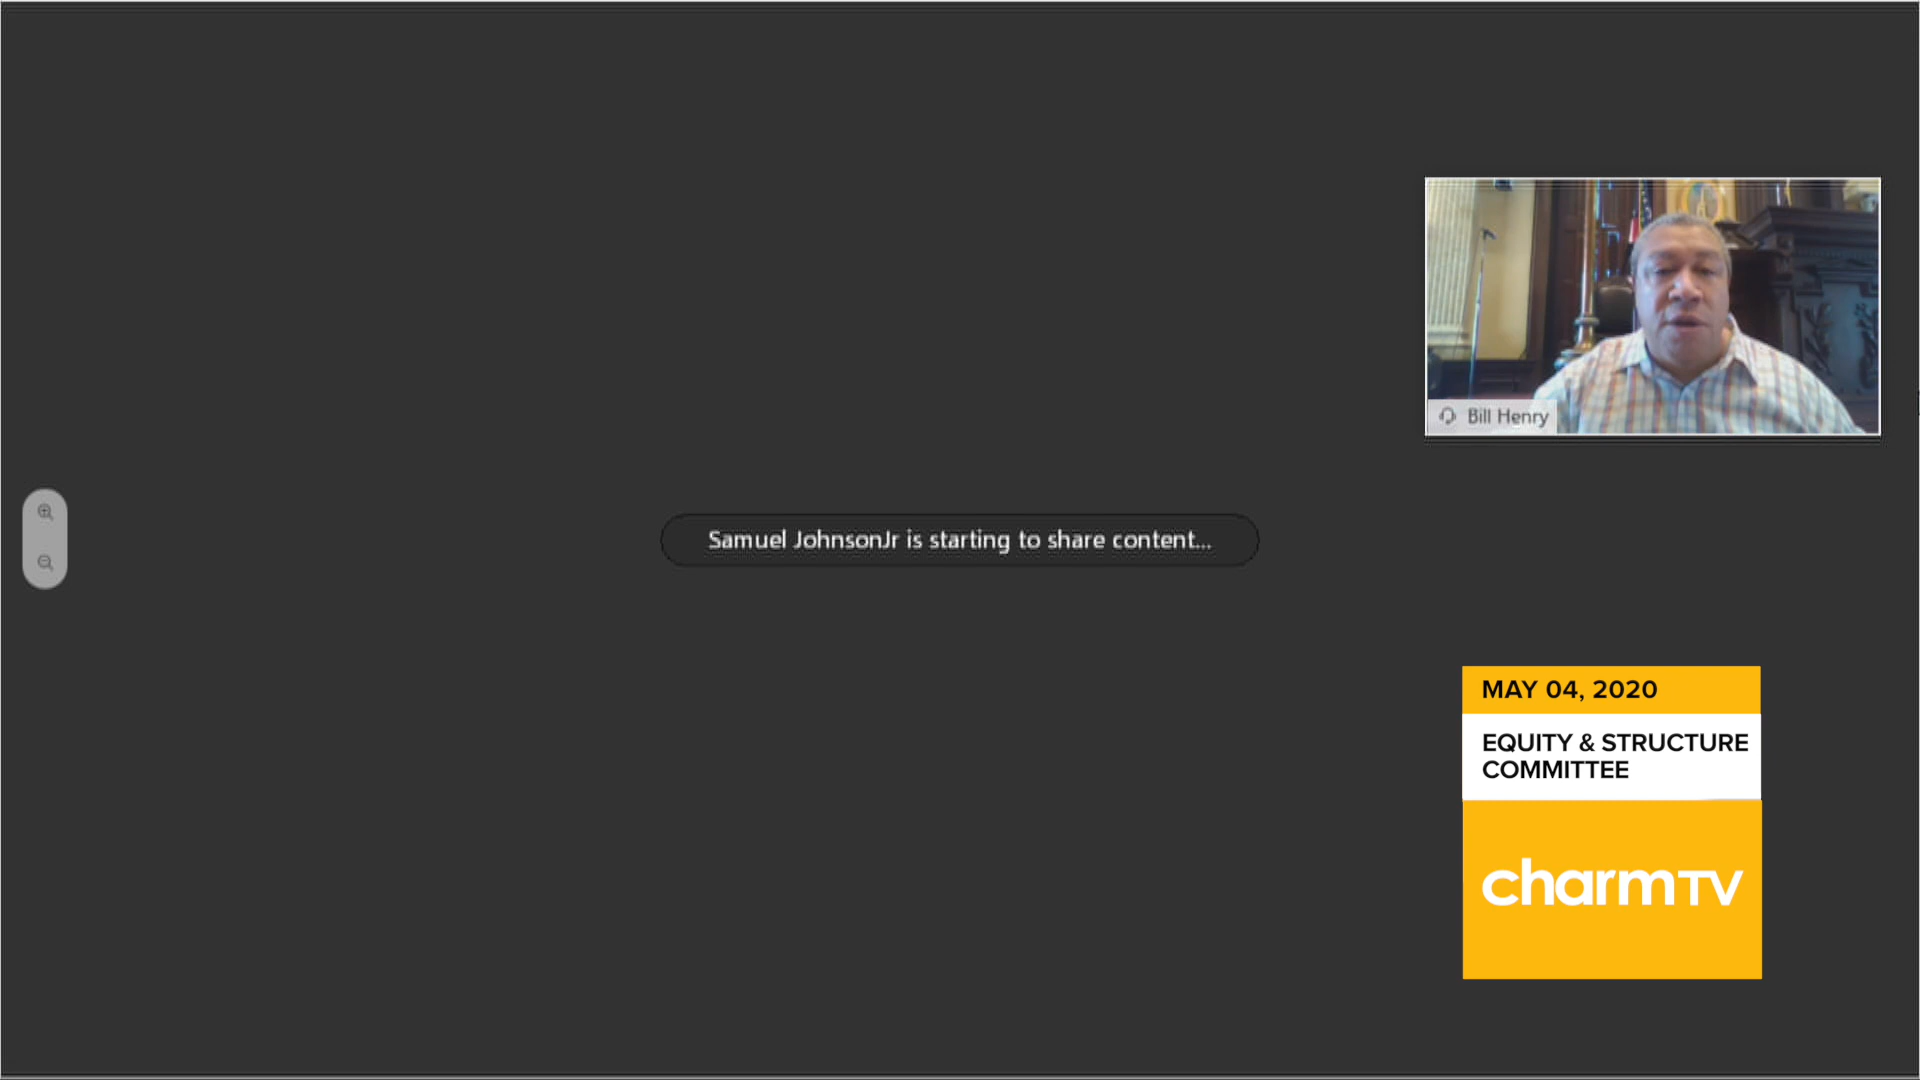 Bill Henry
Samuel JohnsonJr is starting to share content...
MAY 04, 2020
EQUITY & STRUCTURE
COMMITTEE
charmTV